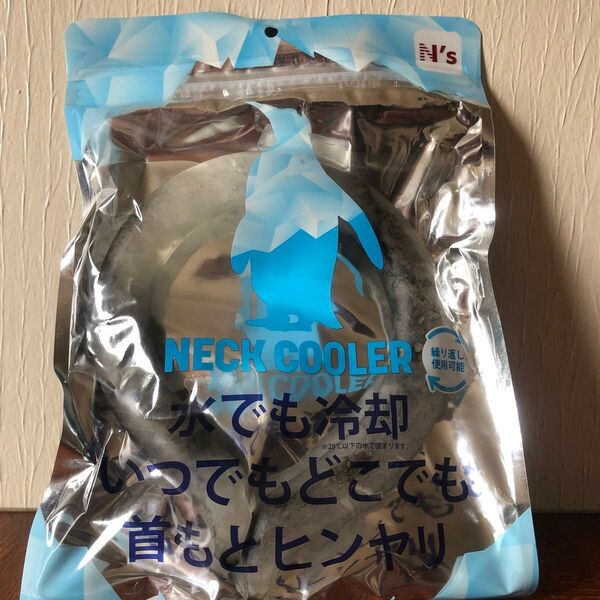 N's
NECK COOLER
繰り返し
使用可能
水でも冷却
※28℃以下の水で固まります。
いつでもどこでも
首もとヒンヤリ